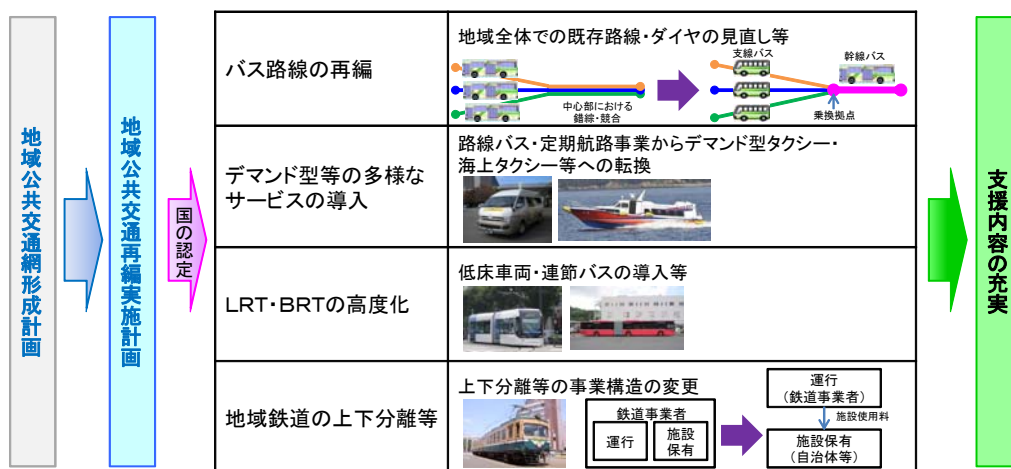 地域公共交通網形成計画
地域公共交通再編実施計画
国の認定
バス路線の再編
地域全体での既存路線・ダイヤの見直し等
支線バス
幹線バス
中心部における
錯綜・競合
乗換拠点
デマンド型等の多様な
サービスの導入
路線バス・定期航路事業からデマンド型タクシー・
海上タクシー等への転換
LRT・BRTの高度化
低床車両・連節バスの導入等
地域鉄道の上下分離等
上下分離等の事業構造の変更
鉄道事業者
運行
施設
保有
運行
（鉄道事業者）
施設使用料
施設保有
（自治体等）
支援内容の充実